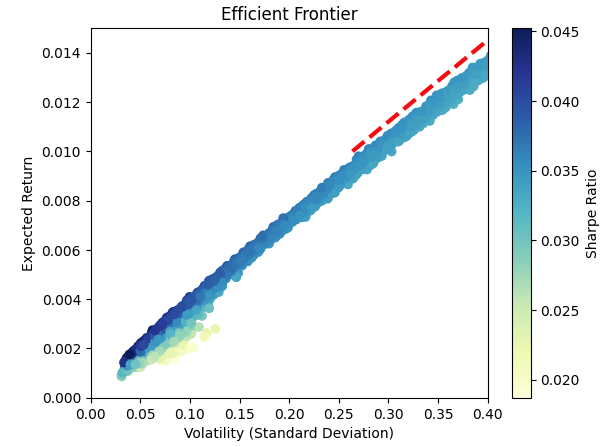 Efficient Frontier
Expected Return
0.014
0.012
0.010
0.008
0.006
0.004
0.002
0.000
0.00 0.05 0.10 0.15 0.20 0.25 0.30 0.35 0.40
Volatility (Standard Deviation)
0.045
0.040
0.035
0.030
0.025
0.020
Sharpe Ratio